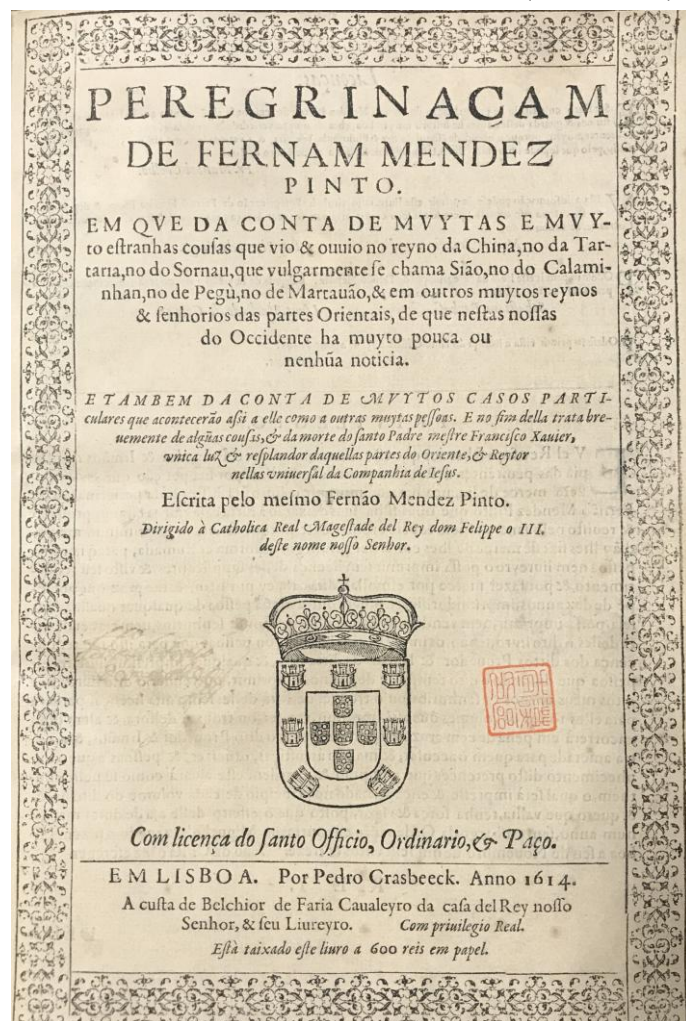 PEREGRINAÇAM
DE FERNAM MENDEZ
PINTO.
EM QVE DA CONTA DE MVYTAS E MVY-
to eſtranhas couſas que vio & ouuio no reyno da China, no da Tar-
taria, no do Sornau, que vulgarmente ſe chama Sião, no do Calami-
nhan, no de Pegù, no de Martauão, & em outros muytos reynos
& ſenhorios das partes Orientais, de que neſtas noſſas
do Occidente ha muyto pouca ou
nenhũa noticia.
E TAMBEM DA CONTA DE MVYTOS CASOS PARTI-
culares que acontecerão aſsi a elle como a outras muytas peſſoas. E no fim della trata bre-
uemente de algũas couſas, & da morte do ſanto Padre meſtre Franciſco Xauier,
vnica luz & reſplandor daquellas partes do Oriente, & Reytor
nellas vniuerſal da Companhia de Ieſus.
Eſcrita pelo meſmo Fernão Mendez Pinto.
Dirigido à Catholica Real Mageſtade del Rey dom Felippe o III.
deſte nome noſſo Senhor.
Com licença do ſanto Officio, Ordinario, & Paço.
EM LISBOA. Por Pedro Crasbeeck. Anno 1614.
A cuſta de Belchior de Faria Caualeyro da caſa del Rey noſſo
Senhor, & ſeu Liureyro. Com priuilegio Real.
Eſtà taixado eſte liuro a 600 reis em papel.